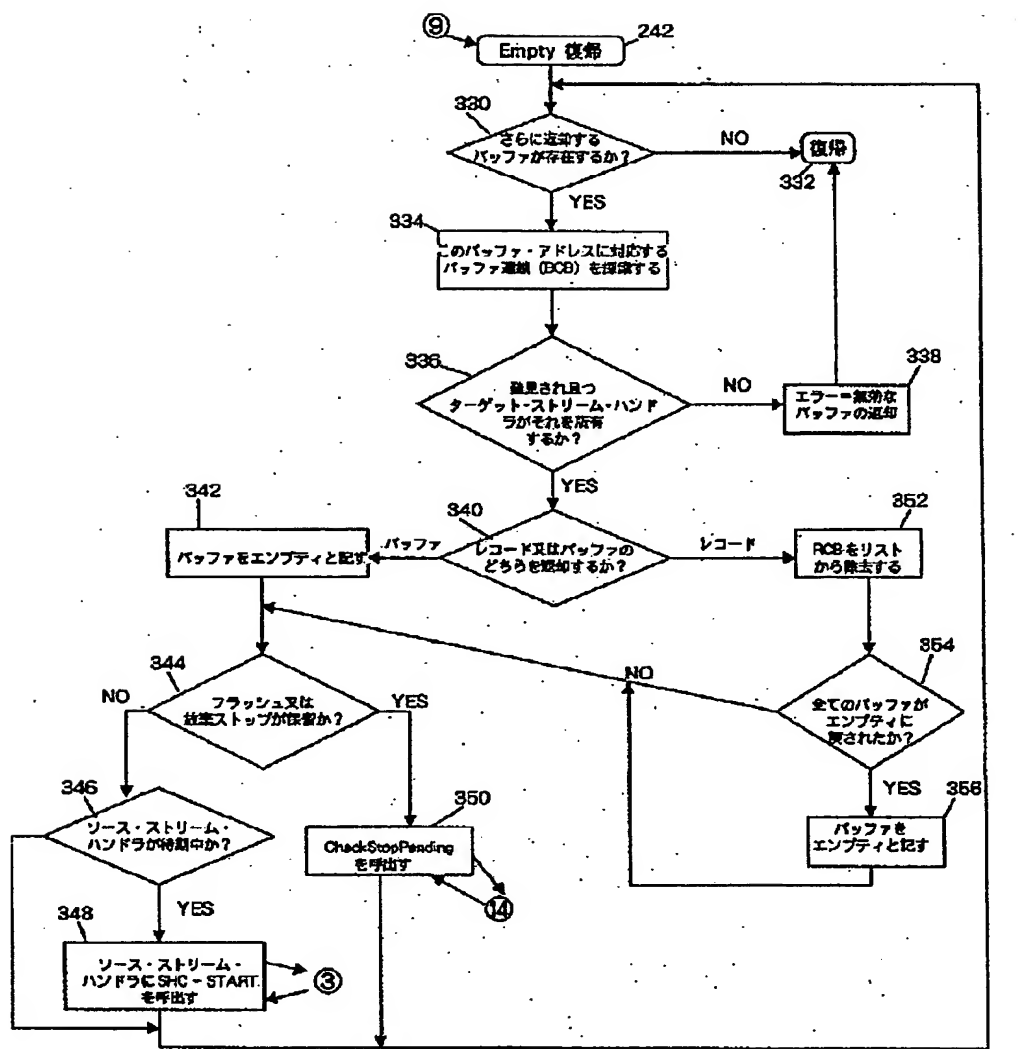 ⑨
242
Empty 復帰
330
さらに返却する
バッファが存在するか?
NO
復帰
332
YES
334
このバッファ・アドレスに対応する
バッファ連鎖 (BCB) を探索する
336
発見され且つ
ターゲット・ストリーム・ハンド
ラがそれを所有
するか?
NO
338
エラー=無効な
バッファの返却
YES
342
バッファをエンプティと記す
バッファ
340
レコード又はバッファの
どちらを返却するか?
レコード
352
RCBをリスト
から除去する
344
NO
フラッシュ又は
放棄ストップが保留か?
YES
NO
354
全てのバッファが
エンプティに
戻されたか?
346
ソース・ストリーム・
ハンドラが待期中か?
350
CheckStopPending
を呼出す
⑭
YES
356
バッファを
エンプティと記す
YES
348
ソース・ストリーム・
ハンドラにSHC - START
を呼出す
③